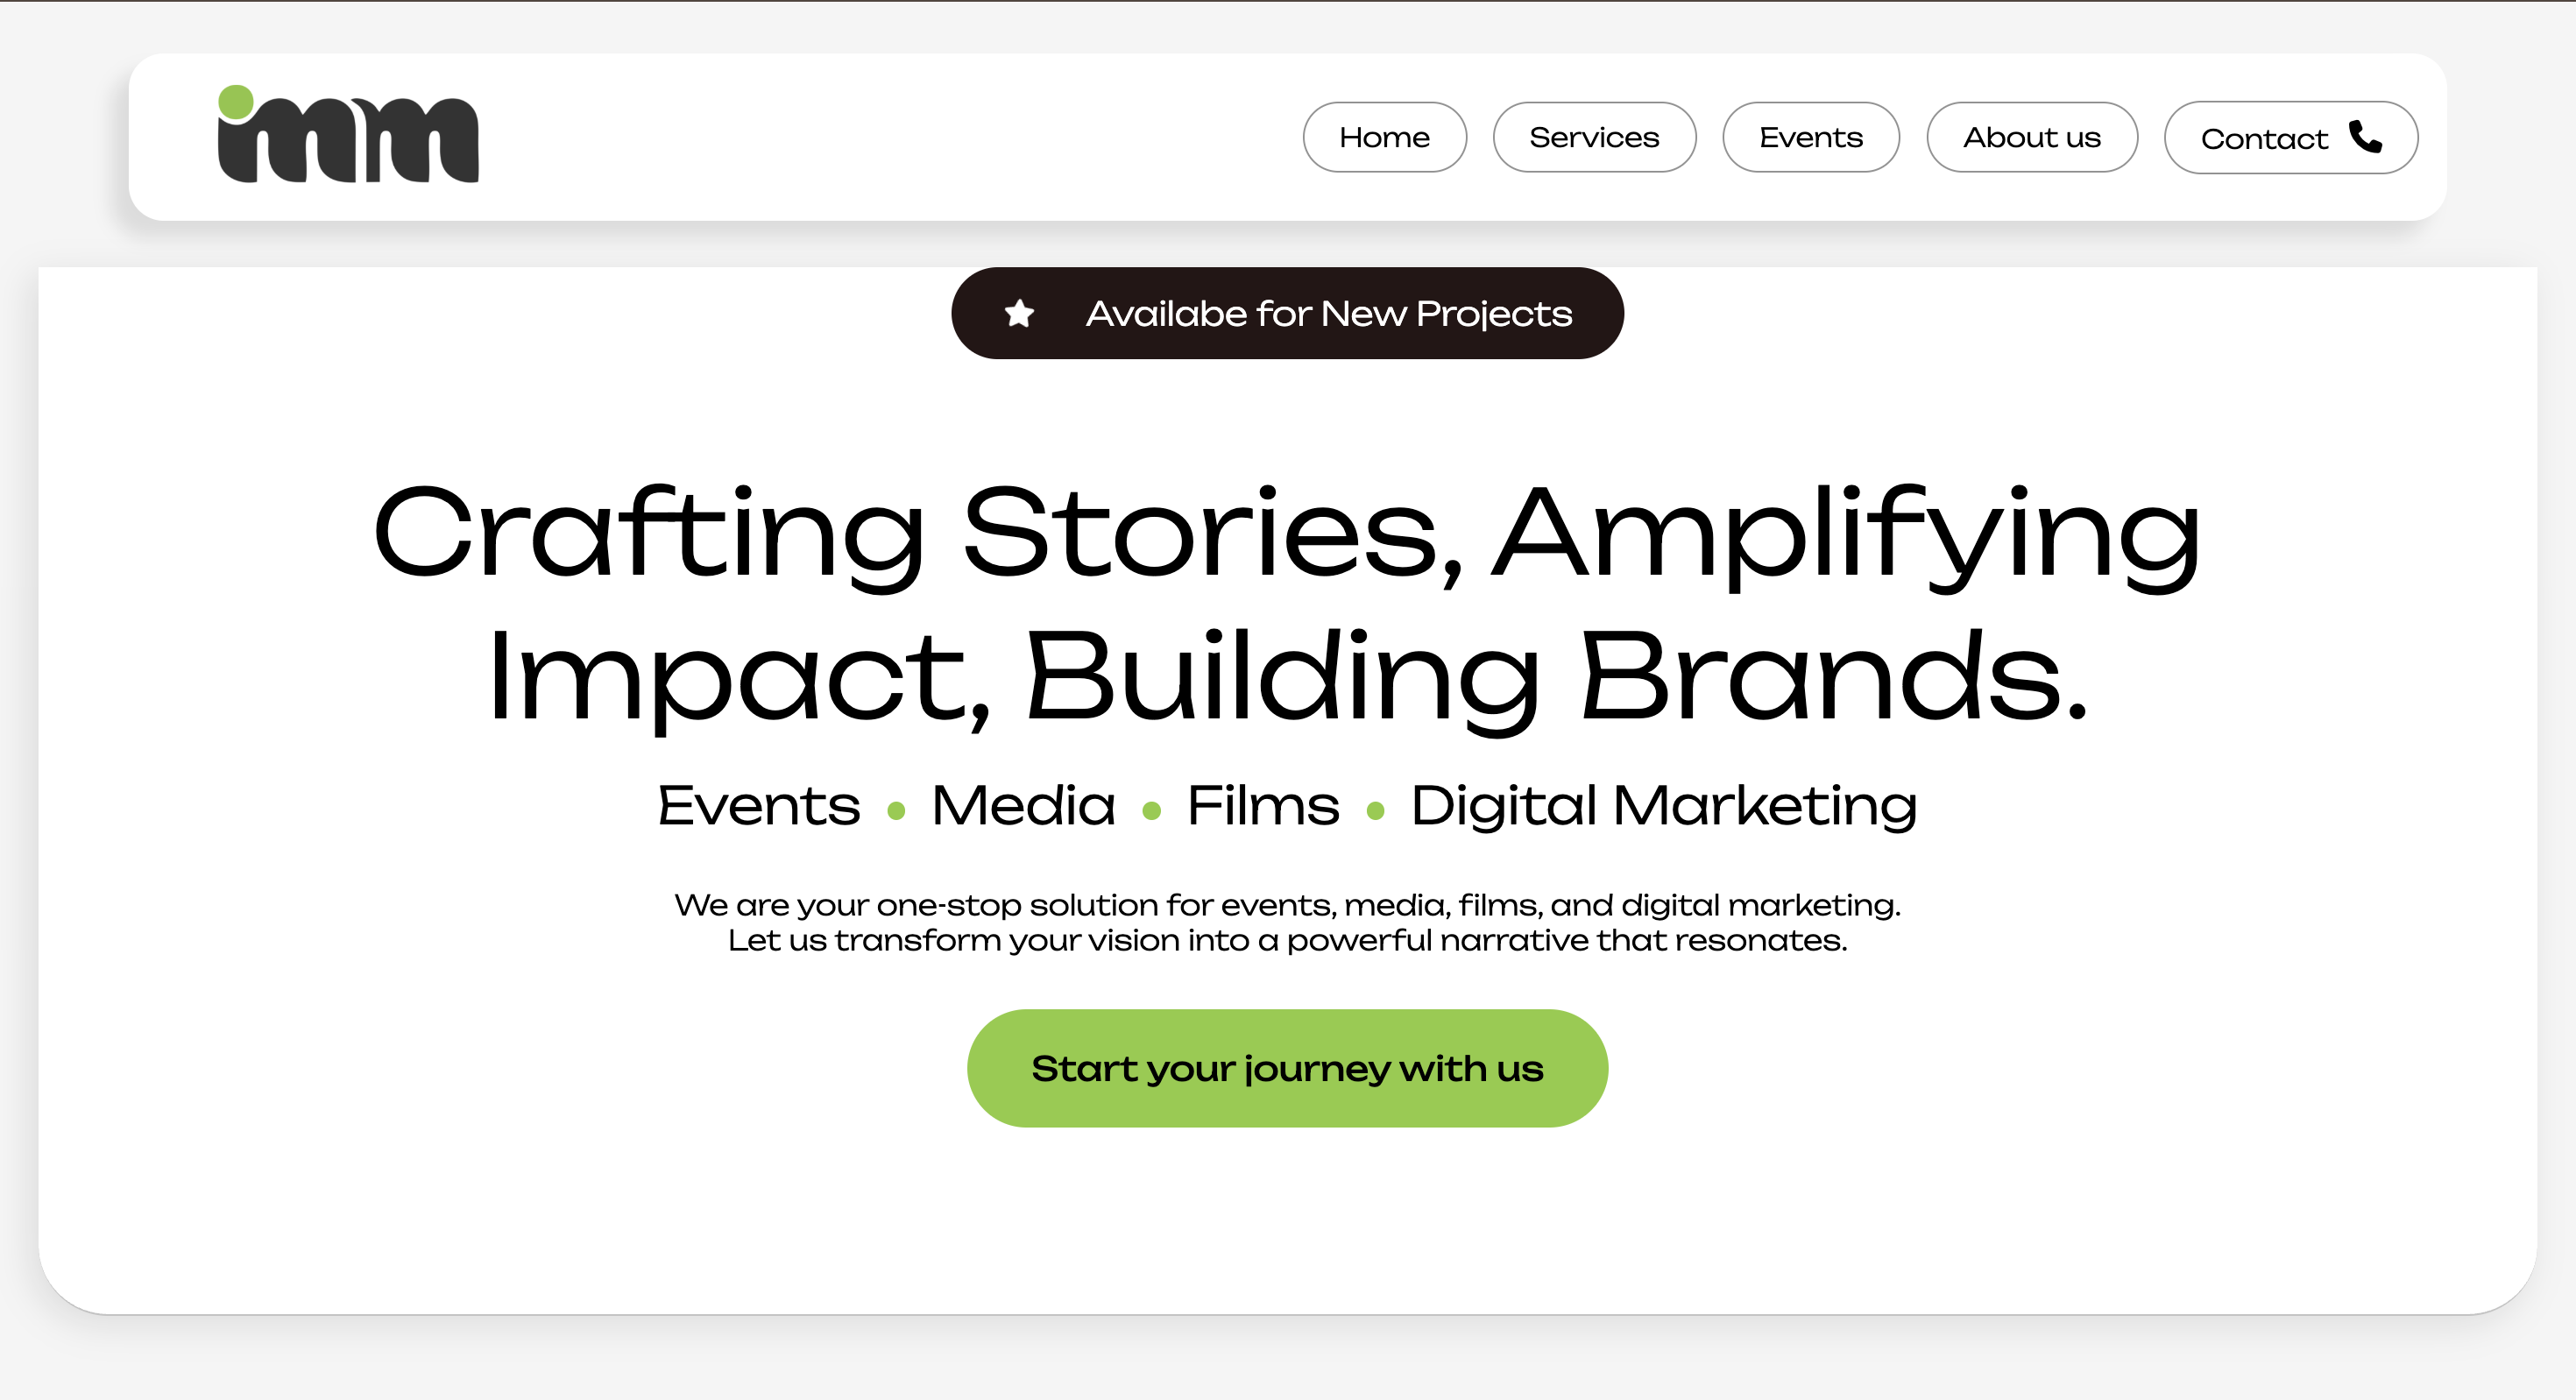 imm
Home Services Events About us Contact
Availabe for New Projects
Crafting Stories, Amplifying
Impact, Building Brands.
Events • Media • Films • Digital Marketing
We are your one-stop solution for events, media, films, and digital marketing.
Let us transform your vision into a powerful narrative that resonates.
Start your journey with us